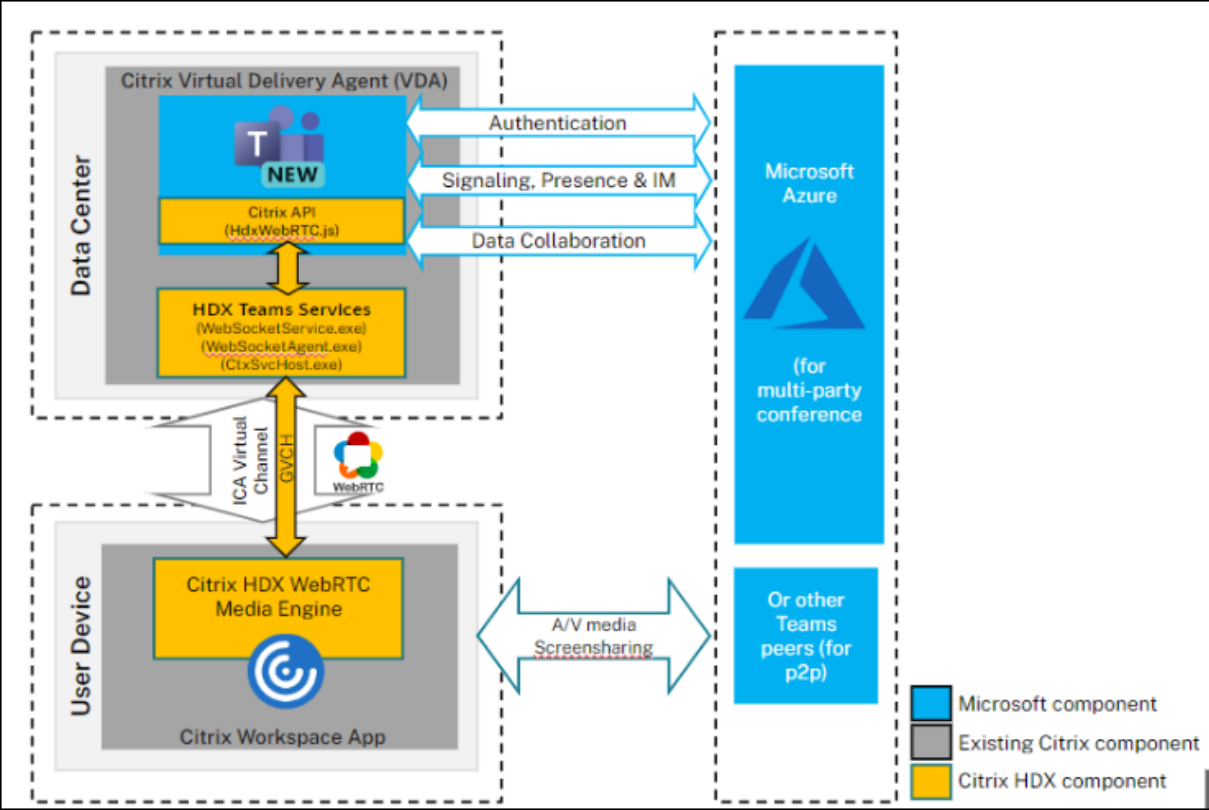 Data Center
Citrix Virtual Delivery Agent (VDA)
T
NEW
Citrix API
(HdxWebRTC.js)
HDX Teams Services
(WebSocketService.exe)
(WebSocketAgent.exe)
(CtxSvcHost.exe)
Authentication
Signaling, Presence & IM
Data Collaboration
Microsoft
Azure
(for
multi-party
conference
ICA Virtual
Channel
GVCH
WebRTC
User Device
Citrix HDX WebRTC
Media Engine
Citrix Workspace App
A/V media
Screensharing
Or other
Teams
peers (for
p2p)
Microsoft component
Existing Citrix component
Citrix HDX component